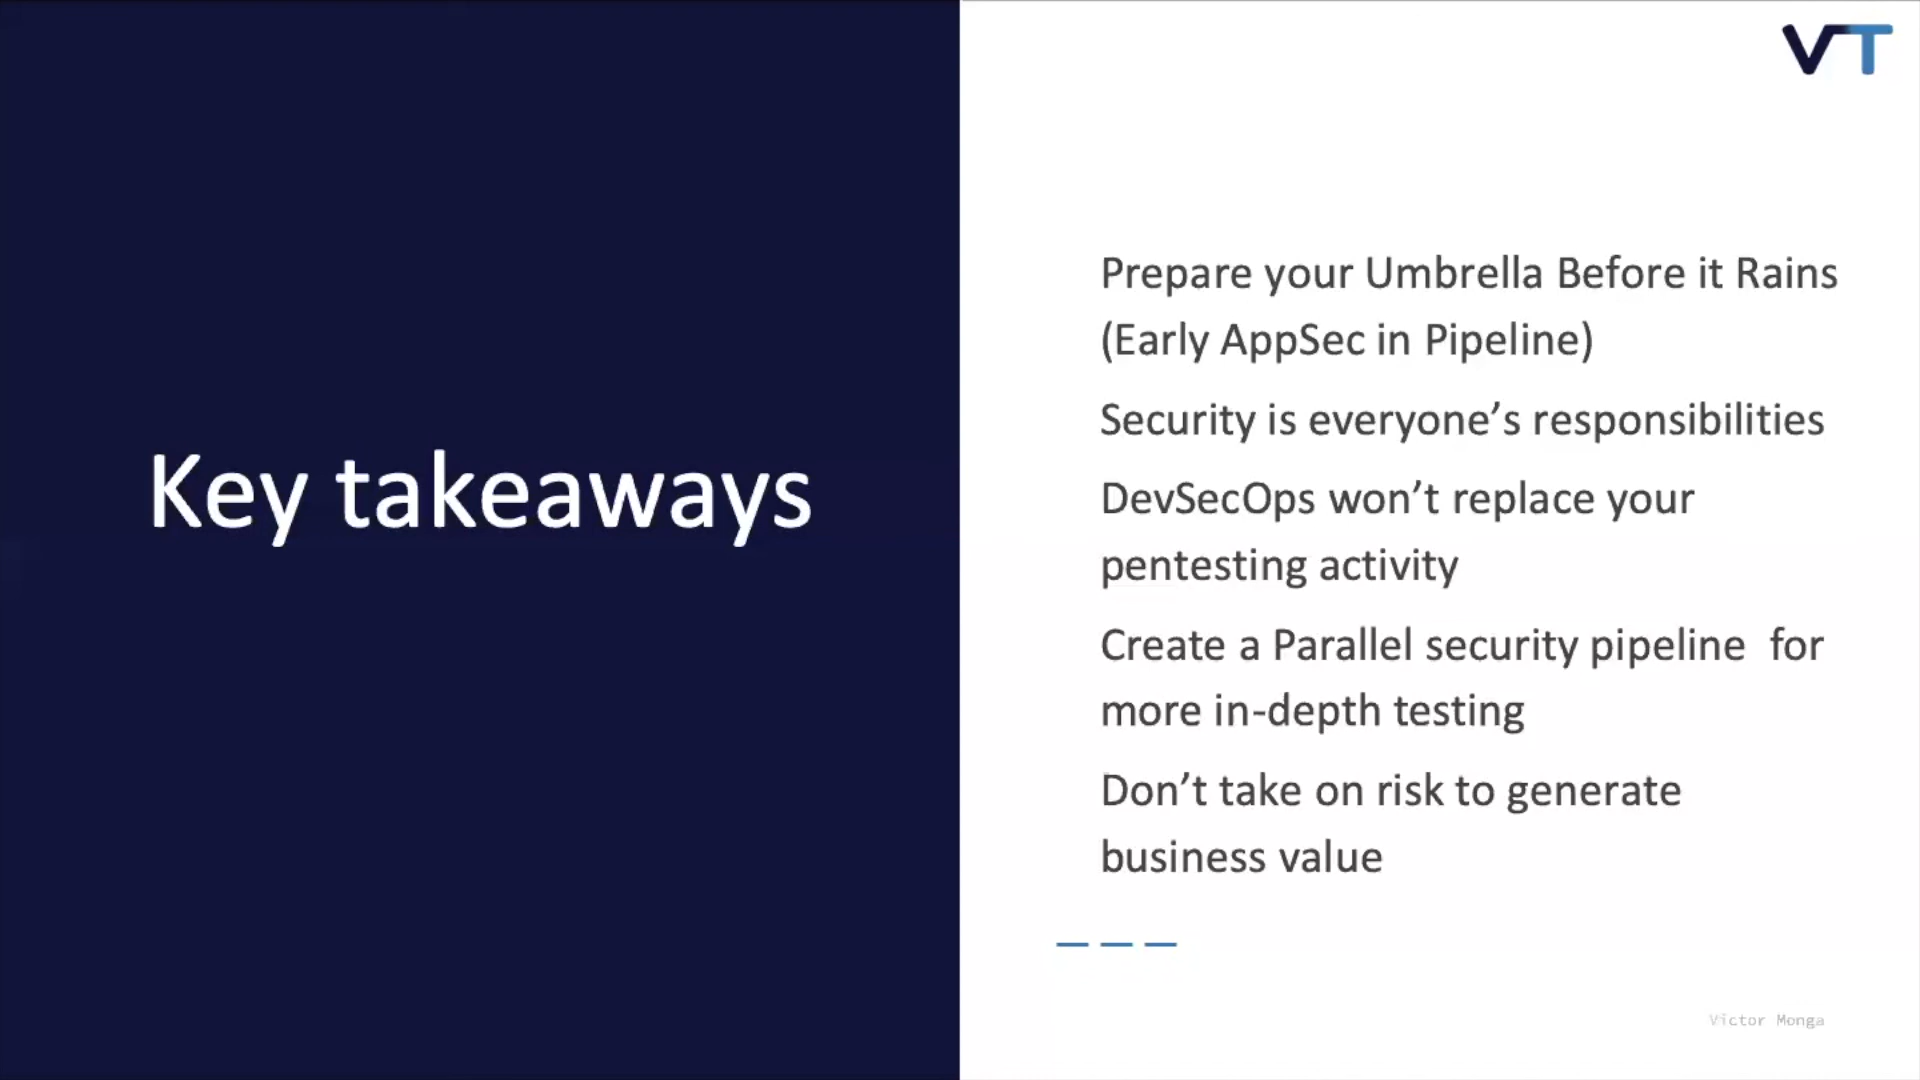 VT
Key takeaways
Prepare your Umbrella Before it Rains
(Early AppSec in Pipeline)
Security is everyone’s responsibilities
DevSecOps won’t replace your
pentesting activity
Create a Parallel security pipeline  for
more in-depth testing
Don’t take on risk to generate
business value
Victor Monga